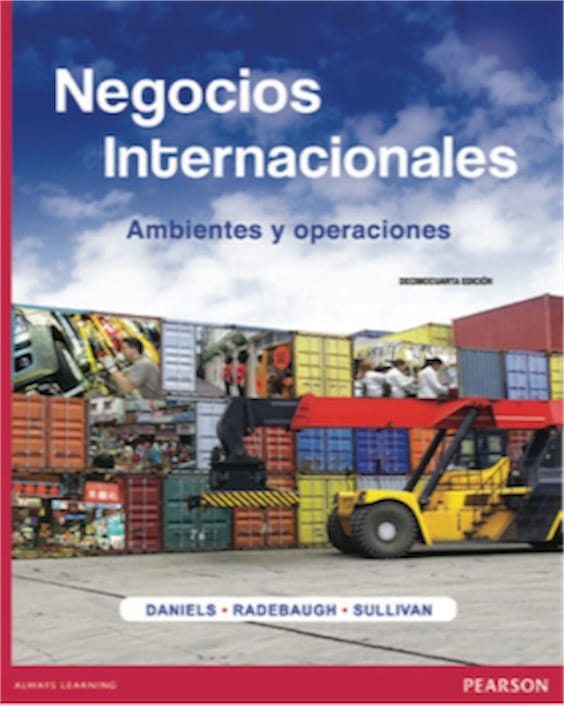 Negocios
Internacionales
Ambientes y operaciones
DECIMOCUARTA EDICIÓN
DANIELS • RADEBAUGH • SULLIVAN
ALWAYS LEARNING
PEARSON